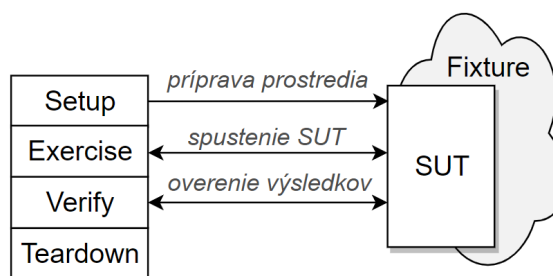 Fixture
príprava prostredia
Setup
spustenie SUT
Exercise
SUT
overenie výsledkov
Verify
Teardown